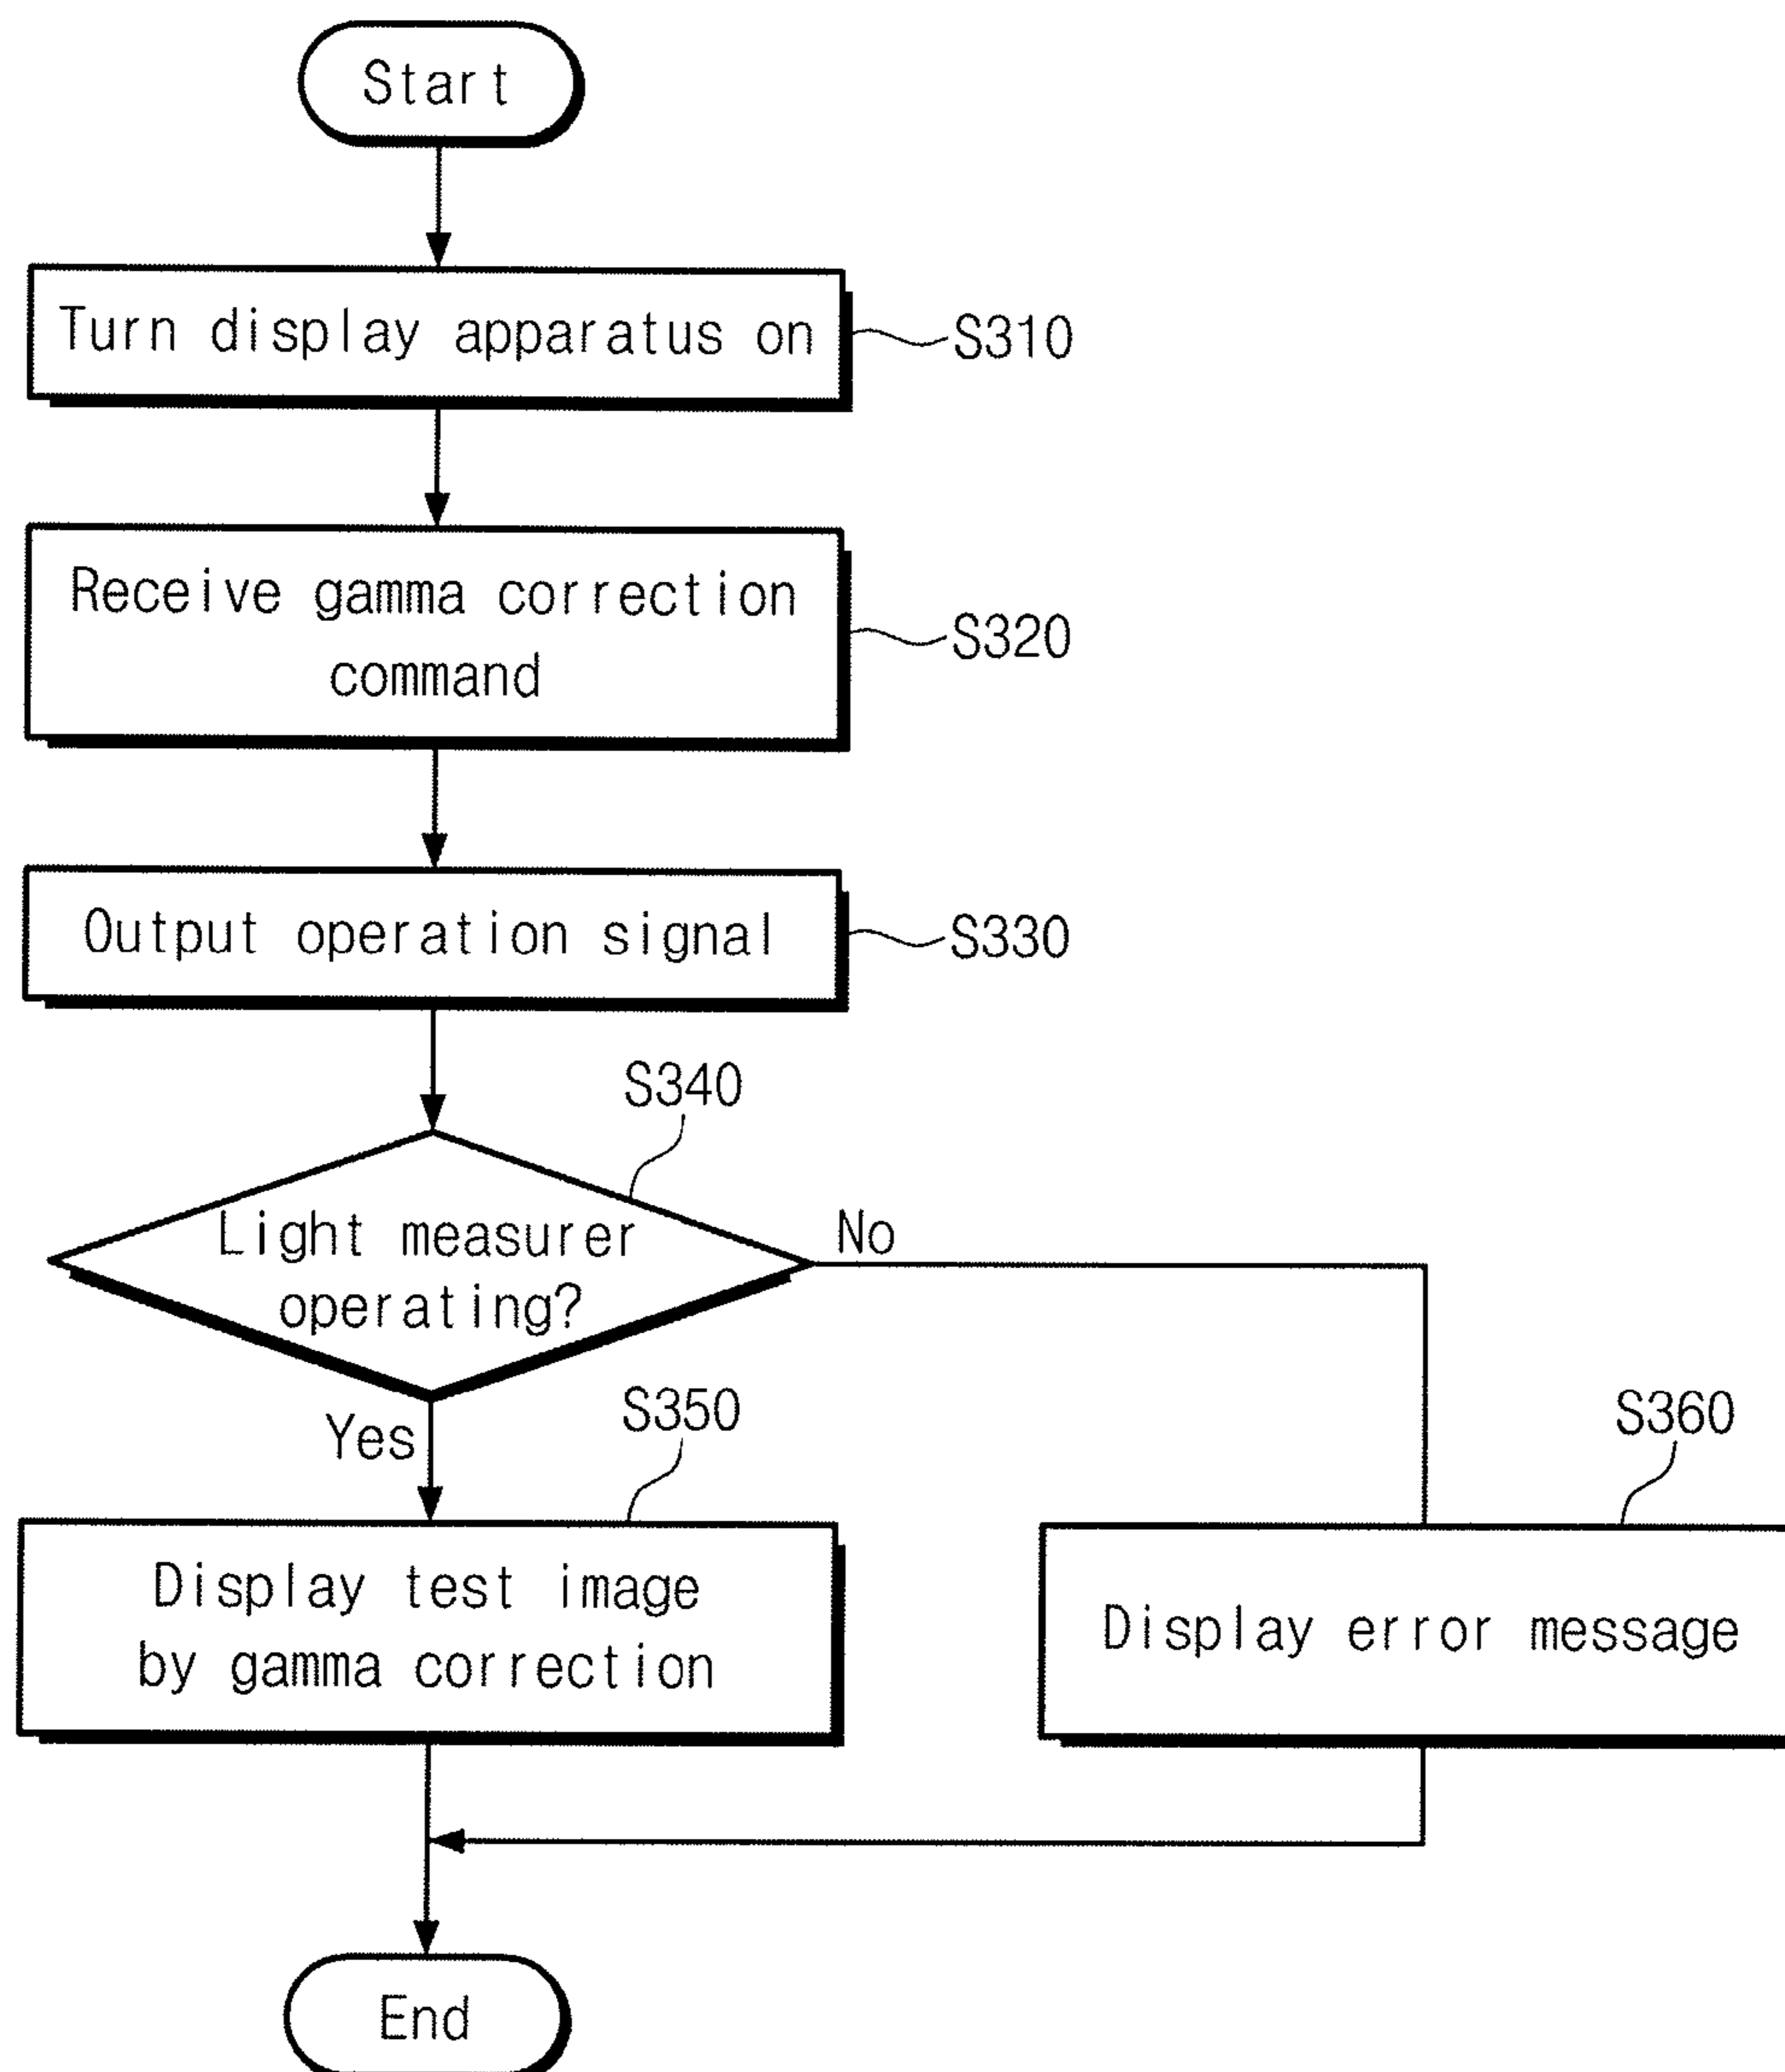 Start
Turn display apparatus on
S310
Receive gamma correction
command
S320
Output operation signal
S330
S340
Light measurer
operating?
No
Yes
S350
Display test image
by gamma correction
S360
Display error message
End